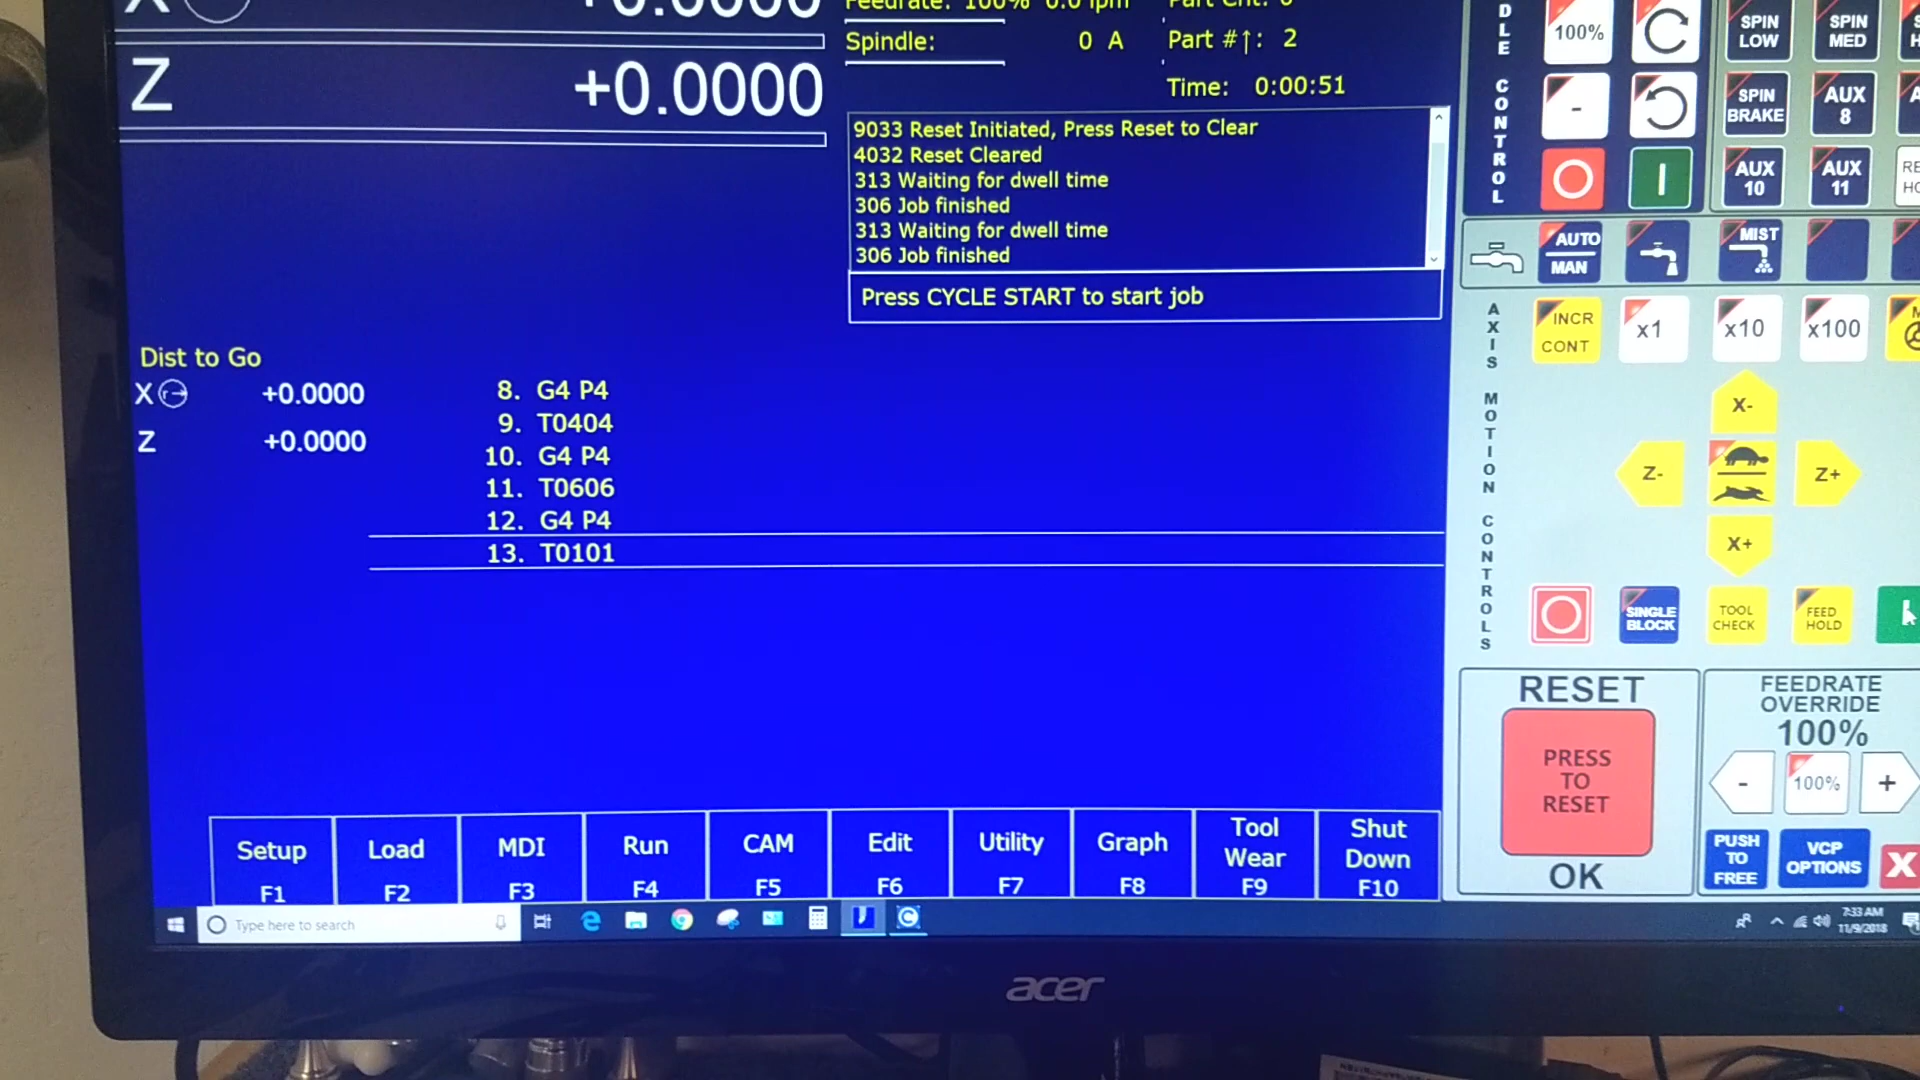 X +0.0000
Feedrate: 100% 0.0 ipm
Part Cnt:
Spindle: 0 A
Part #↑: 2
Z +0.0000
Time: 0:00:51
9033 Reset Initiated, Press Reset to Clear
4032 Reset Cleared
313 Waiting for dwell time
306 Job finished
313 Waiting for dwell time
306 Job finished
Press CYCLE START to start job
Dist to Go
X +0.0000
Z +0.0000
8. G4 P4
9. T0404
10. G4 P4
11. T0606
12. G4 P4
13. T0101
Setup F1
Load F2
MDI F3
Run F4
CAM F5
Edit F6
Utility F7
Graph F8
Tool Wear F9
Shut Down F10
DLE CONTROL
100%
SPIN LOW
SPIN MED
-
SPIN BRAKE
AUX 8
AUX 10
AUX 11
AUTO MAN
MIST
AXIS MOTION CONTROLS
INCR CONT
x1
x10
x100
X-
Z-
Z+
X+
SINGLE BLOCK
TOOL CHECK
FEED HOLD
RESET
PRESS TO RESET
OK
FEEDRATE OVERRIDE
100%
-
100%
+
PUSH TO FREE
VCP OPTIONS
X
Type here to search
7:33 AM
11/9/2018
acer